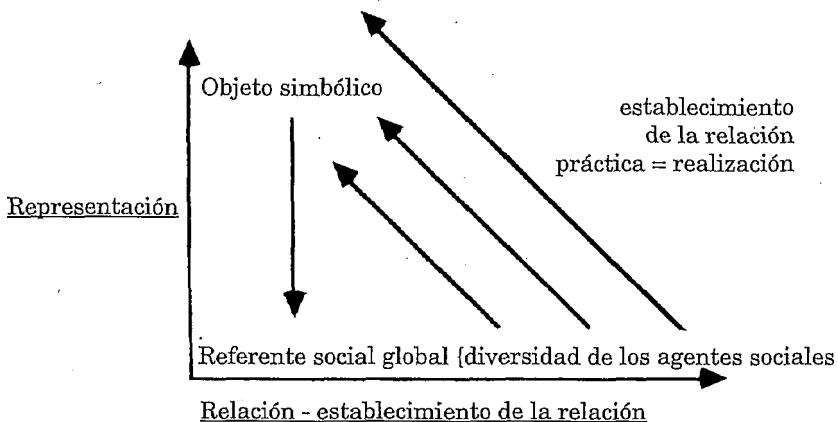 Objeto simbólico
establecimiento
de la relación
práctica = realización
Representación
Referente social global {diversidad de los agentes sociales
Relación - establecimiento de la relación